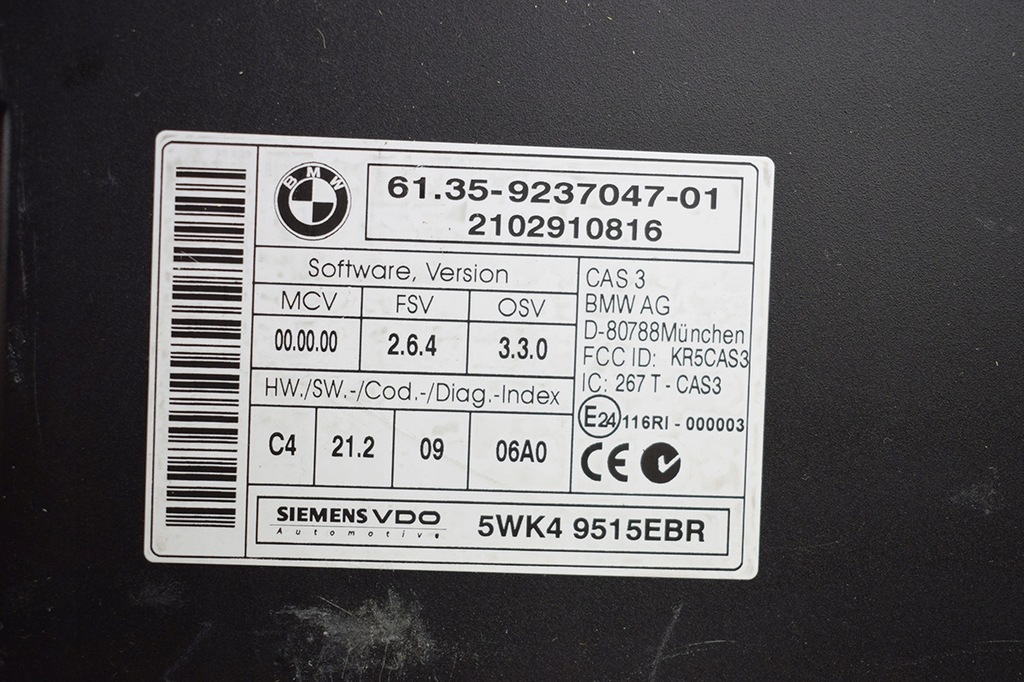 BMW
61.35-9237047-01
2102910816
Software, Version
MCV FSV OSV
00.00.00 2.6.4 3.3.0
HW./SW.-/Cod.-/Diag.-Index
C4 21.2 09 06A0
CAS 3
BMW AG
D-80788München
FCC ID: KR5CAS3
IC: 267 T - CAS3
E24 116RI - 000003
CE
SIEMENS VDO
Automotive
5WK4 9515EBR